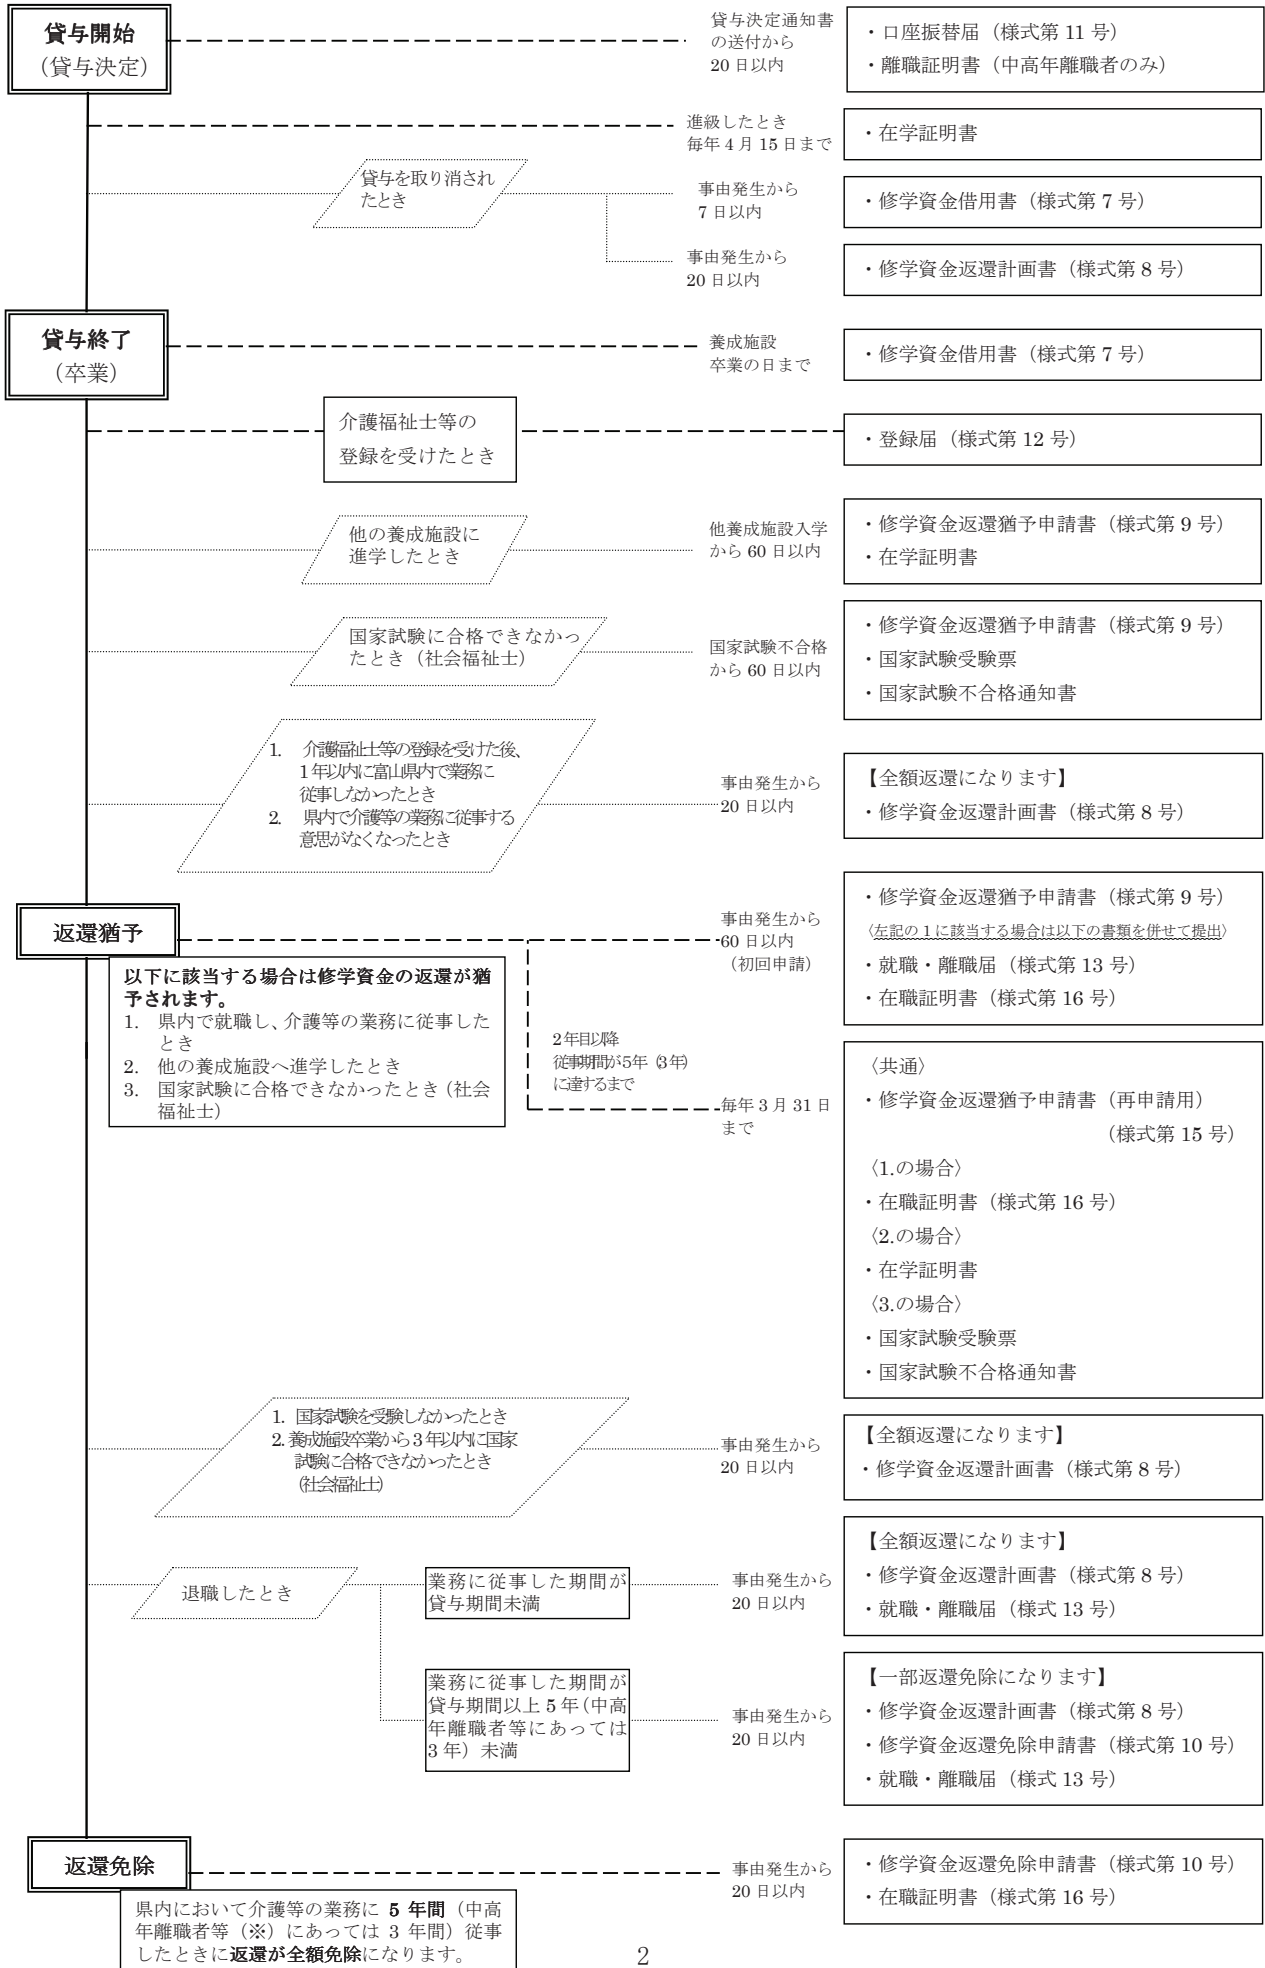 貸与開始
（貸与決定）
貸与決定通知書
の送付から
20 日以内
・口座振替届（様式第 11 号）
・離職証明書（中高年離職者のみ）
進級したとき
毎年 4 月 15 日まで
・在学証明書
貸与を取り消され
たとき
事由発生から
7 日以内
・修学資金借用書（様式第 7 号）
事由発生から
20 日以内
・修学資金返還計画書（様式第 8 号）
貸与終了
（卒業）
養成施設
卒業の日まで
・修学資金借用書（様式第 7 号）
介護福祉士等の
登録を受けたとき
・登録届（様式第 12 号）
他の養成施設に
進学したとき
他養成施設入学
から 60 日以内
・修学資金返還猶予申請書（様式第 9 号）
・在学証明書
国家試験に合格できなかっ
たとき（社会福祉士）
国家試験不合格
から 60 日以内
・修学資金返還猶予申請書（様式第 9 号）
・国家試験受験票
・国家試験不合格通知書
1. 介護福祉士等の登録を受けた後、
1 年以内に富山県内で業務に
従事しなかったとき
2. 県内で介護等の業務に従事する
意思がなくなったとき
事由発生から
20 日以内
【全額返還になります】
・修学資金返還計画書（様式第 8 号）
返還猶予
以下に該当する場合は修学資金の返還が猶
予されます。
1. 県内で就職し、介護等の業務に従事した
とき
2. 他の養成施設へ進学したとき
3. 国家試験に合格できなかったとき（社会
福祉士）
事由発生から
60 日以内
（初回申請）
・修学資金返還猶予申請書（様式第 9 号）
〈左記の 1 に該当する場合は以下の書類を併せて提出〉
・就職・離職届（様式第 13 号）
・在職証明書（様式第 16 号）
2 年目以降
従事期間が5年（3年）
に達するまで
毎年 3 月 31 日
まで
〈共通〉
・修学資金返還猶予申請書（再申請用）
（様式第 15 号）
〈1.の場合〉
・在職証明書（様式第 16 号）
〈2.の場合〉
・在学証明書
〈3.の場合〉
・国家試験受験票
・国家試験不合格通知書
1. 国家試験を受験しなかったとき
2. 養成施設卒業から 3 年以内に国家
試験に合格できなかったとき
（社会福祉士）
事由発生から
20 日以内
【全額返還になります】
・修学資金返還計画書（様式第 8 号）
退職したとき
業務に従事した期間が
貸与期間未満
事由発生から
20 日以内
【全額返還になります】
・修学資金返還計画書（様式第 8 号）
・就職・離職届（様式 13 号）
業務に従事した期間が
貸与期間以上 5 年（中高
年離職者等にあっては
3 年）未満
事由発生から
20 日以内
【一部返還免除になります】
・修学資金返還計画書（様式第 8 号）
・修学資金返還免除申請書（様式第 10 号）
・就職・離職届（様式 13 号）
返還免除
県内において介護等の業務に 5 年間（中高
年離職者等（※）にあっては 3 年間）従事
したときに返還が全額免除になります。
事由発生から
20 日以内
・修学資金返還免除申請書（様式第 10 号）
・在職証明書（様式第 16 号）
2